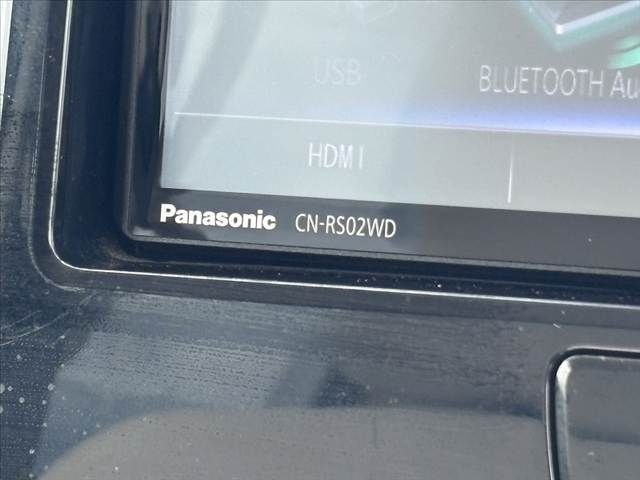 USB
BLUETOOTH Au
HDMI
Panasonic CN-RS02WD